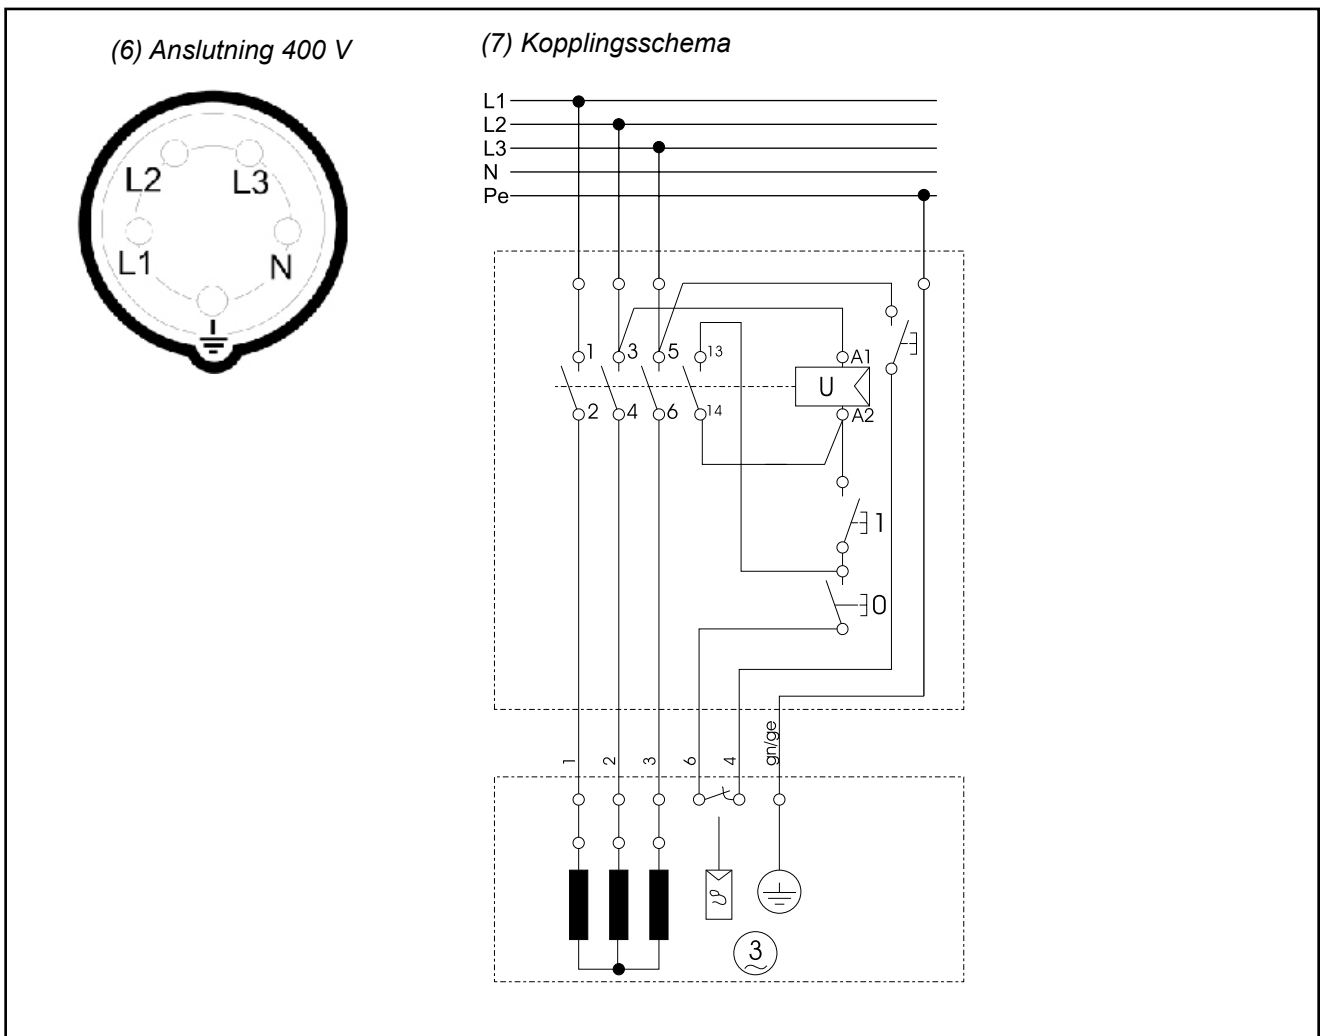 (6) Anslutning 400 V
(7) Kopplingsschema
L2
L3
L1
N
L1
L2
L3
N
Pe
1
3
5
13
A1
U
2
4
6
14
A2
1
0
1
2
3
6
4
gn/ge
ϑ
3
~